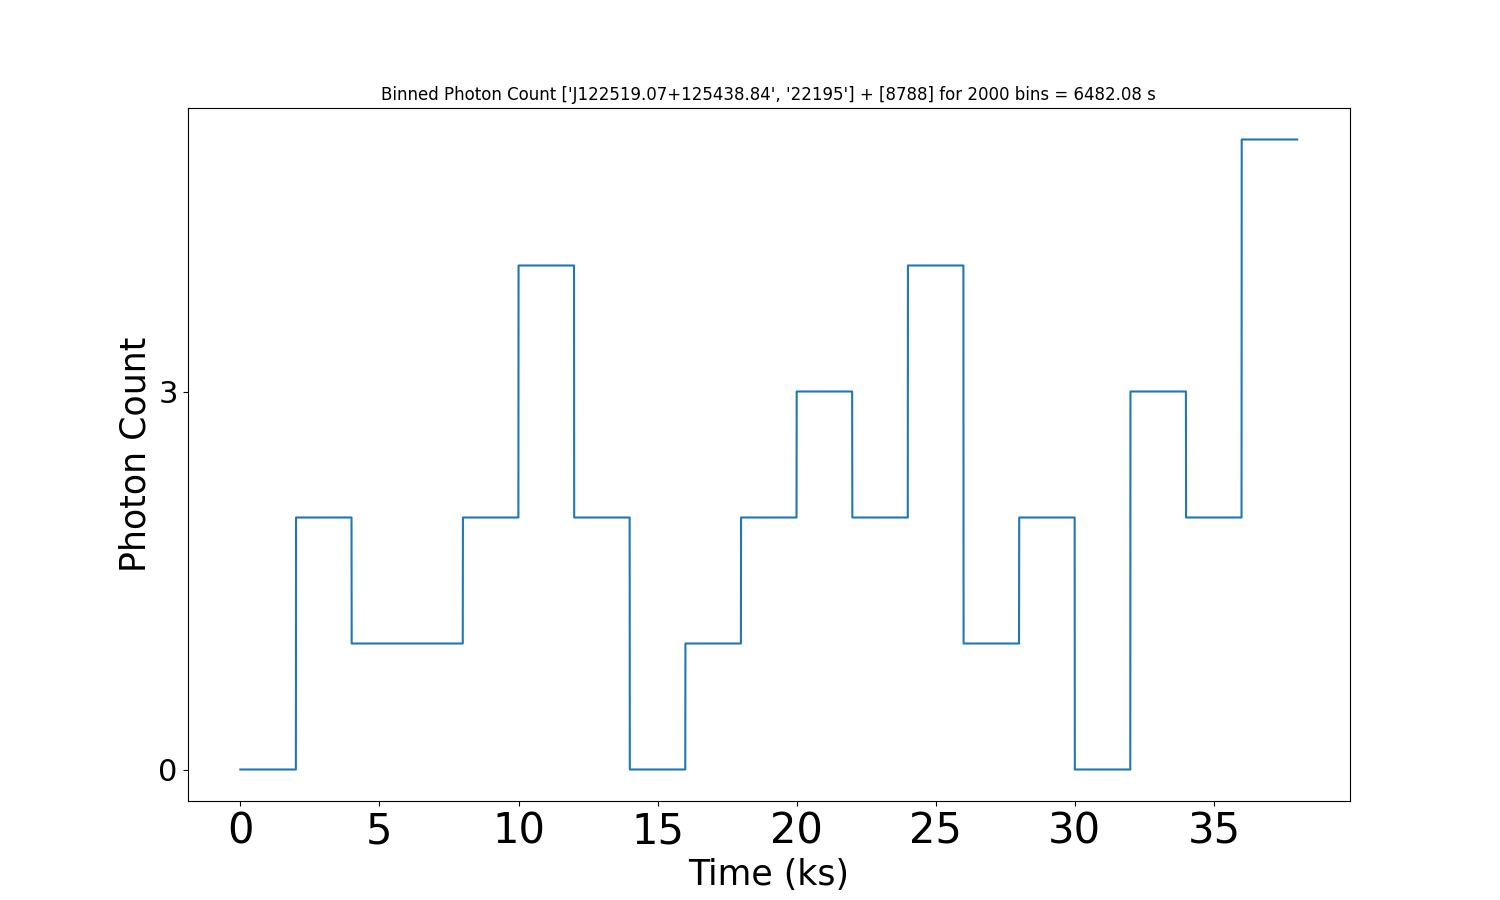 Binned Photon Count ['J122519.07+125438.84', '22195'] + [8788] for 2000 bins = 6482.08 s
Photon Count
3
0
0 5 10 15 20 25 30 35
Time (ks)